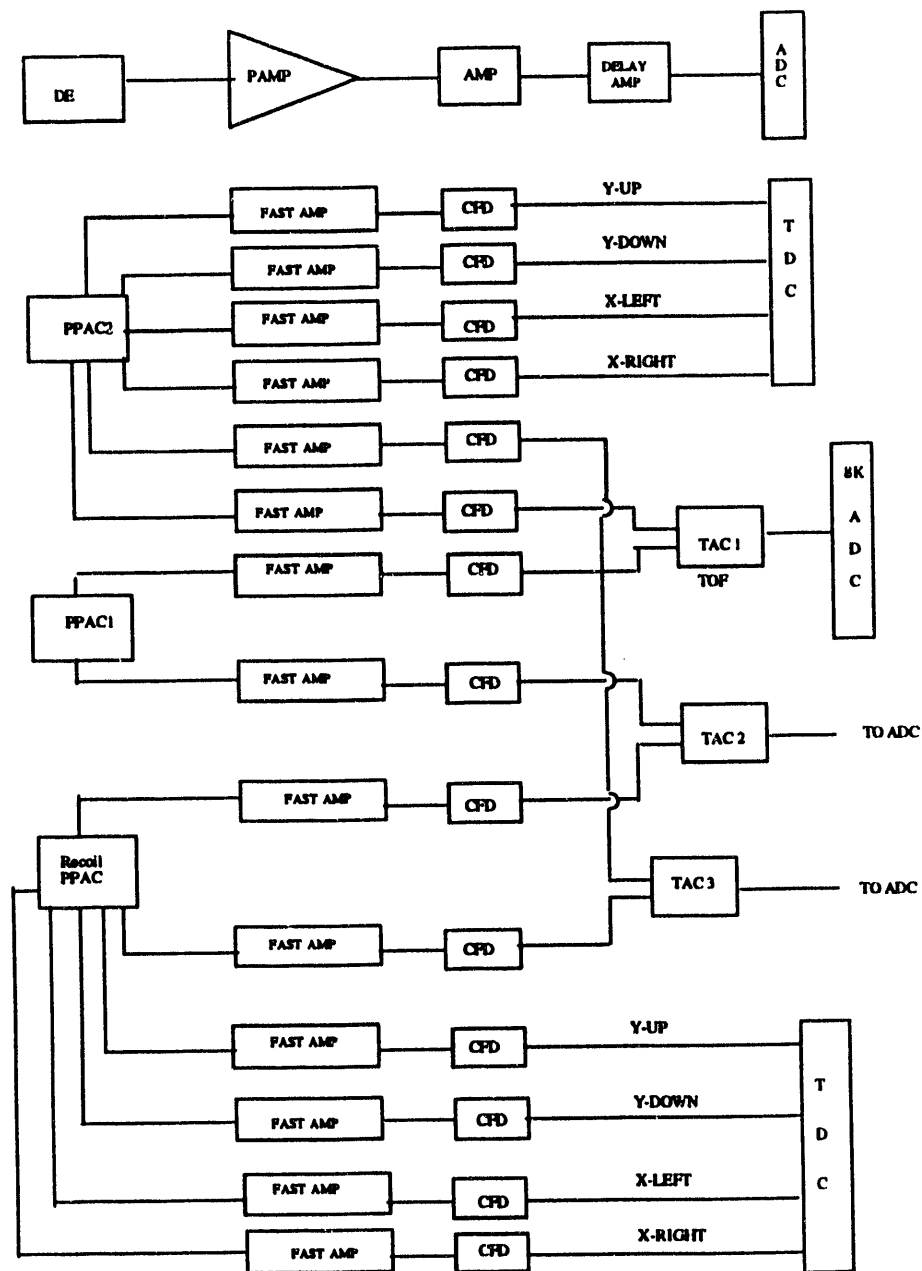 DE
PAMP
AMP
DELAY
AMP
A
D
C
FAST AMP
CFD
Y-UP
FAST AMP
CFD
Y-DOWN
T
D
C
PPAC2
FAST AMP
CFD
X-LEFT
FAST AMP
CFD
X-RIGHT
FAST AMP
CFD
FAST AMP
CFD
TAC 1
TOF
8K
A
D
C
PPAC1
FAST AMP
CFD
FAST AMP
CFD
TAC 2
TO ADC
FAST AMP
CFD
Recoil
PPAC
TAC 3
TO ADC
FAST AMP
CFD
FAST AMP
CFD
Y-UP
FAST AMP
CFD
Y-DOWN
T
D
C
FAST AMP
CFD
X-LEFT
FAST AMP
CFD
X-RIGHT